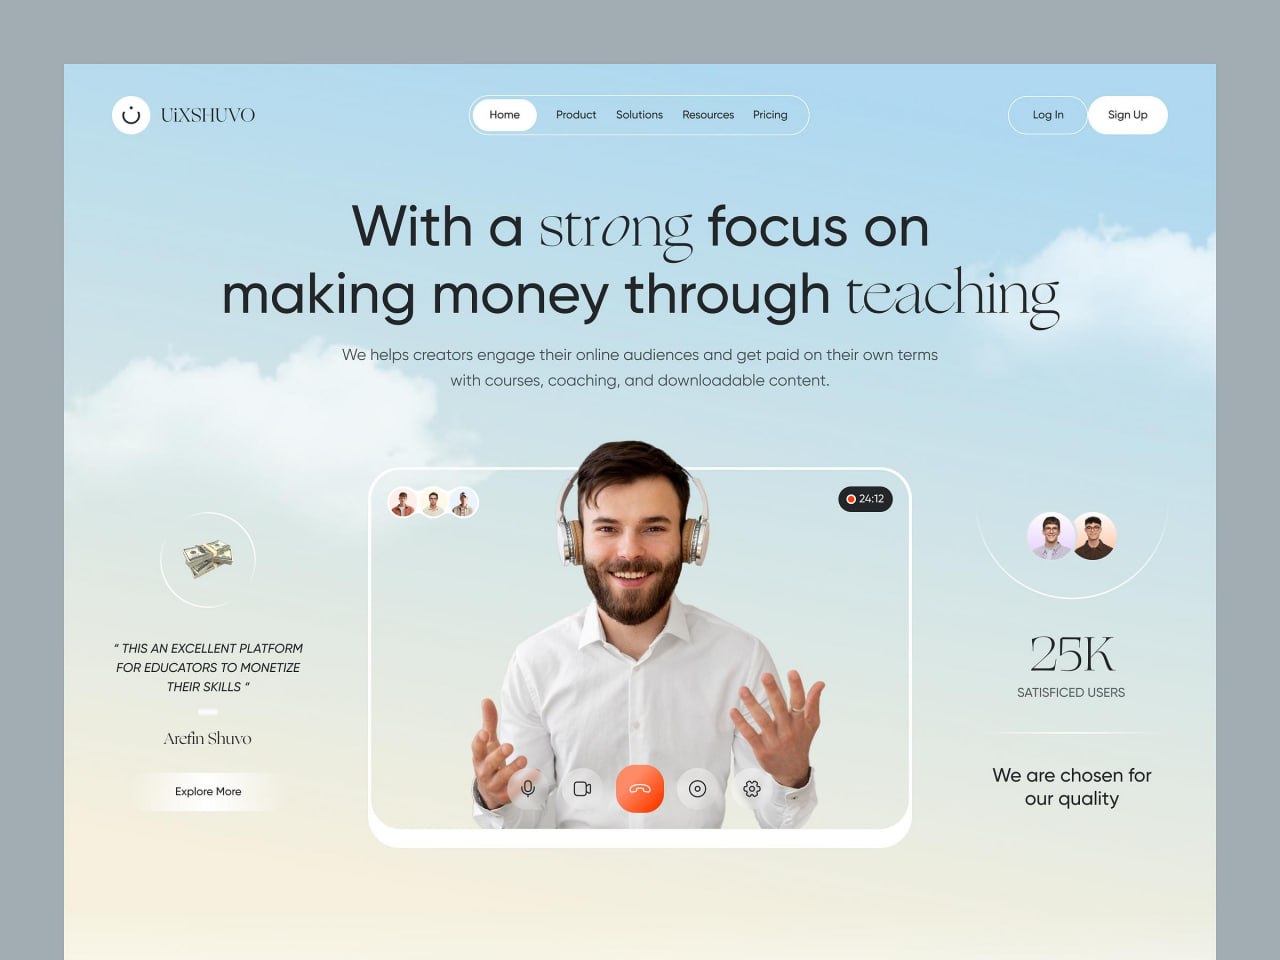 UiXSHUVO
Home Product Solutions Resources Pricing
Log In Sign Up
With a strong focus on
making money through teaching
We helps creators engage their online audiences and get paid on their own terms
with courses, coaching, and downloadable content.
24:12
“ THIS AN EXCELLENT PLATFORM
FOR EDUCATORS TO MONETIZE
THEIR SKILLS “
Arefin Shuvo
Explore More
25K
SATISFICED USERS
We are chosen for
our quality